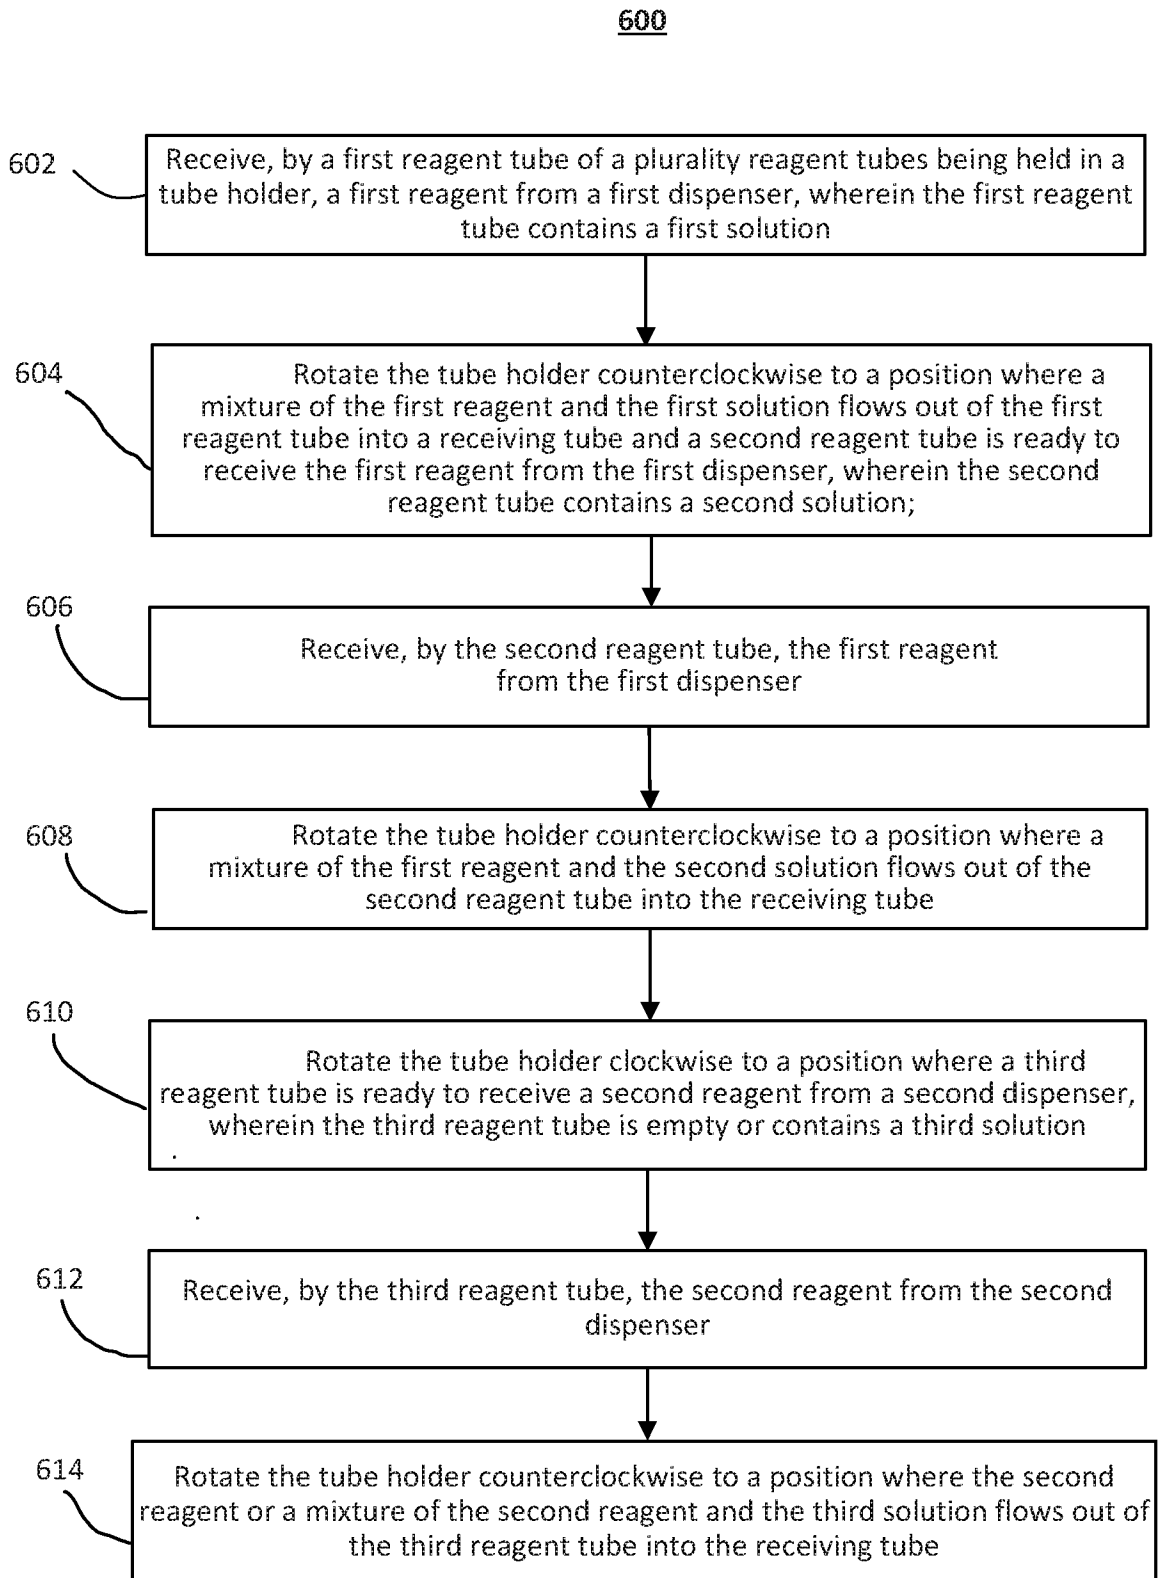 600
602
Receive, by a first reagent tube of a plurality reagent tubes being held in a
tube holder, a first reagent from a first dispenser, wherein the first reagent
tube contains a first solution
604
Rotate the tube holder counterclockwise to a position where a
mixture of the first reagent and the first solution flows out of the first
reagent tube into a receiving tube and a second reagent tube is ready to
receive the first reagent from the first dispenser, wherein the second
reagent tube contains a second solution;
606
Receive, by the second reagent tube, the first reagent
from the first dispenser
608
Rotate the tube holder counterclockwise to a position where a
mixture of the first reagent and the second solution flows out of the
second reagent tube into the receiving tube
610
Rotate the tube holder clockwise to a position where a third
reagent tube is ready to receive a second reagent from a second dispenser,
wherein the third reagent tube is empty or contains a third solution
612
Receive, by the third reagent tube, the second reagent from the second
dispenser
614
Rotate the tube holder counterclockwise to a position where the second
reagent or a mixture of the second reagent and the third solution flows out of
the third reagent tube into the receiving tube